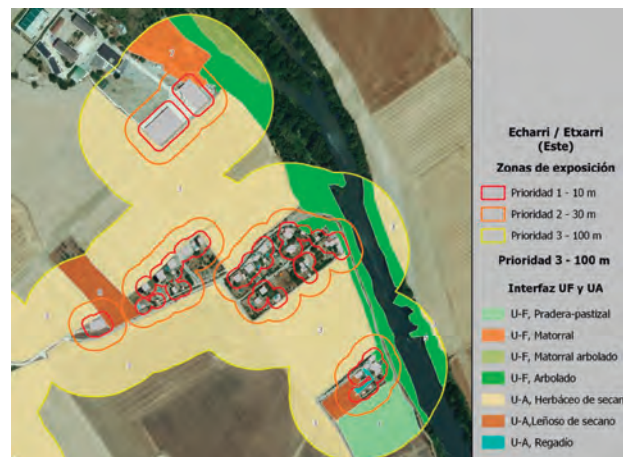 Echarri / Etxarri
(Este)
Zonas de exposición
Prioridad 1 - 10 m
Prioridad 2 - 30 m
Prioridad 3 - 100 m
Prioridad 3 - 100 m
Interfaz UF y UA
U-F, Pradera-pastizal
U-F, Matorral
U-F, Matorral arbolado
U-F, Arbolado
U-A, Herbáceo de secano
U-A,Leñoso de secano
U-A, Regadío